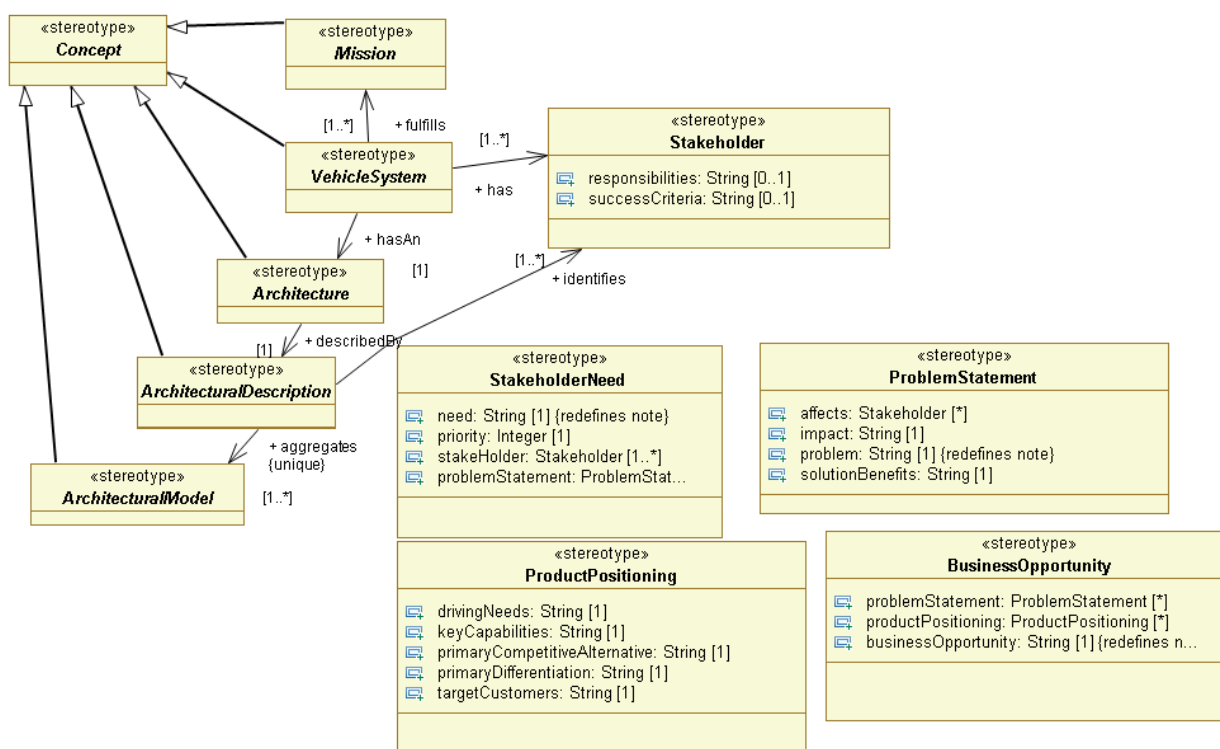 «stereotype»
Concept
«stereotype»
Mission
[1..*]
+ fulfills
«stereotype»
VehicleSystem
[1..*]
+ has
«stereotype»
Stakeholder
responsibilities: String [0..1]
successCriteria: String [0..1]
+ hasAn
[1]
«stereotype»
Architecture
[1..*]
+ identifies
+ describedBy
[1]
«stereotype»
ArchitecturalDescription
+ aggregates
{unique}
[1..*]
«stereotype»
ArchitecturalModel
«stereotype»
StakeholderNeed
need: String [1] {redefines note}
priority: Integer [1]
stakeHolder: Stakeholder [1..*]
problemStatement: ProblemStat...
«stereotype»
ProblemStatement
affects: Stakeholder [*]
impact: String [1]
problem: String [1] {redefines note}
solutionBenefits: String [1]
«stereotype»
ProductPositioning
drivingNeeds: String [1]
keyCapabilities: String [1]
primaryCompetitiveAlternative: String [1]
primaryDifferentiation: String [1]
targetCustomers: String [1]
«stereotype»
BusinessOpportunity
problemStatement: ProblemStatement [*]
productPositioning: ProductPositioning [*]
businessOpportunity: String [1] {redefines n...